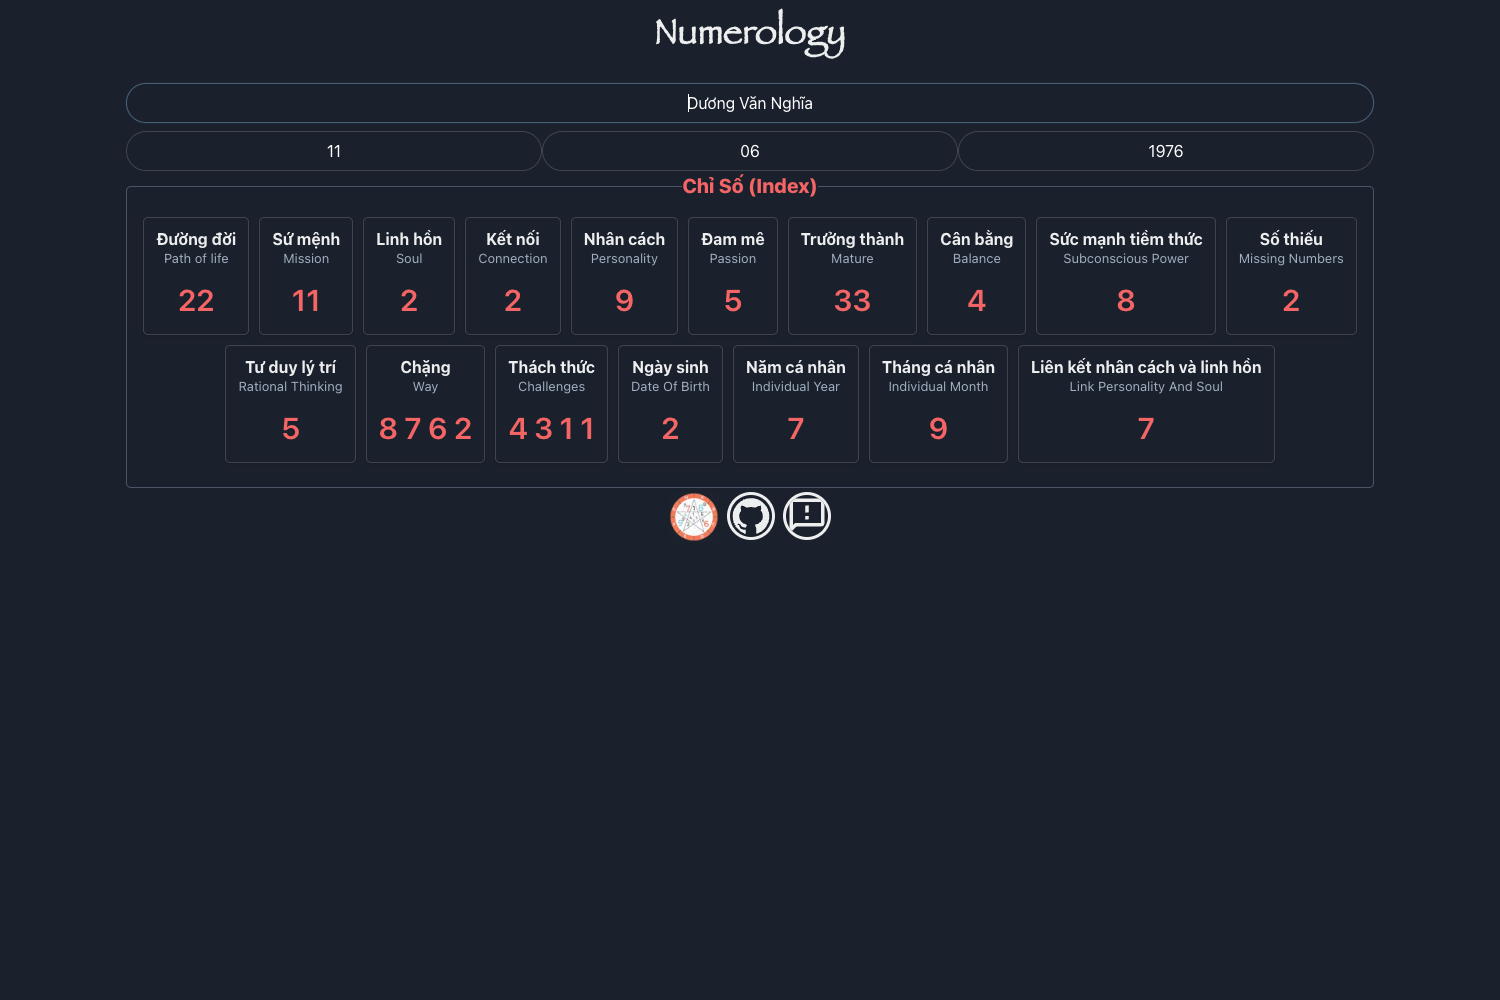 Numerology
Dương Văn Nghĩa
11 06 1976
Chỉ Số (Index)
Đường đời Sứ mệnh Linh hồn Kết nối Nhân cách Đam mê Trưởng thành Cân bằng Sức mạnh tiềm thức Số thiếu
Path of life Mission Soul Connection Personality Passion Mature Balance Subconscious Power Missing Numbers
22 11 2 2 9 5 33 4 8 2
Tư duy lý trí Chặng Thách thức Ngày sinh Năm cá nhân Tháng cá nhân Liên kết nhân cách và linh hồn
Rational Thinking Way Challenges Date Of Birth Individual Year Individual Month Link Personality And Soul
5 8 7 6 2 4 3 1 1 2 7 9 7